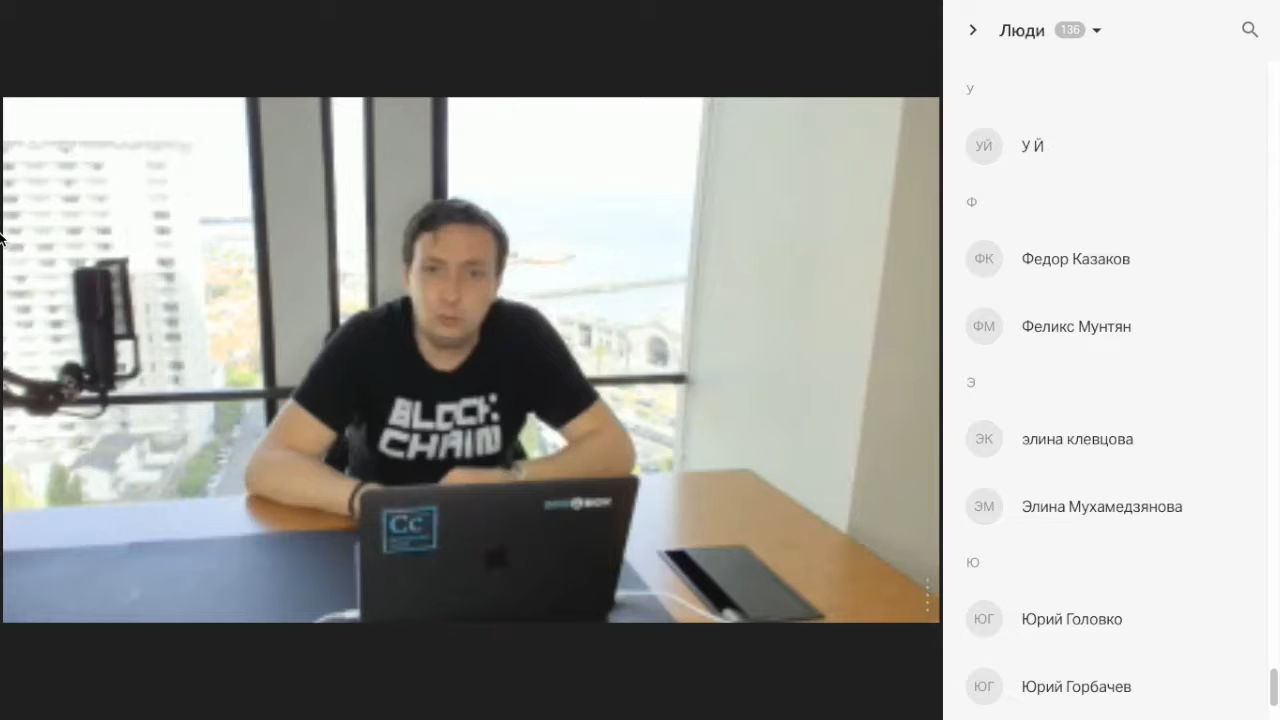 Люди 136
У
УЙ У Й
Ф
ФК Федор Казаков
ФМ Феликс Мунтян
Э
ЭК элина клевцова
ЭМ Элина Мухамедзянова
Ю
ЮГ Юрий Головко
ЮГ Юрий Горбачев
BLOCK
CHAIN
Cc